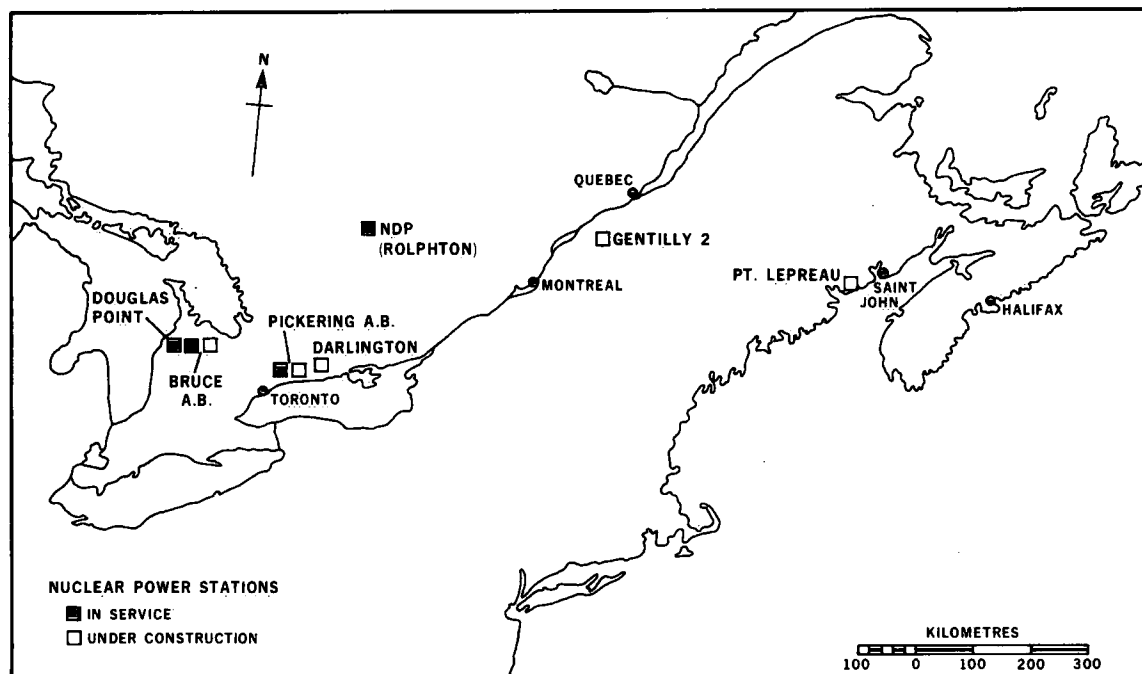 N
QUEBEC
NDP
(ROLPHTON)
GENTILLY 2
MONTREAL
PT. LEPREAU
SAINT
JOHN
HALIFAX
DOUGLAS
POINT
PICKERING A.B.
DARLINGTON
BRUCE
A.B.
TORONTO
NUCLEAR POWER STATIONS
IN SERVICE
UNDER CONSTRUCTION
KILOMETRES
100 0 100 200 300